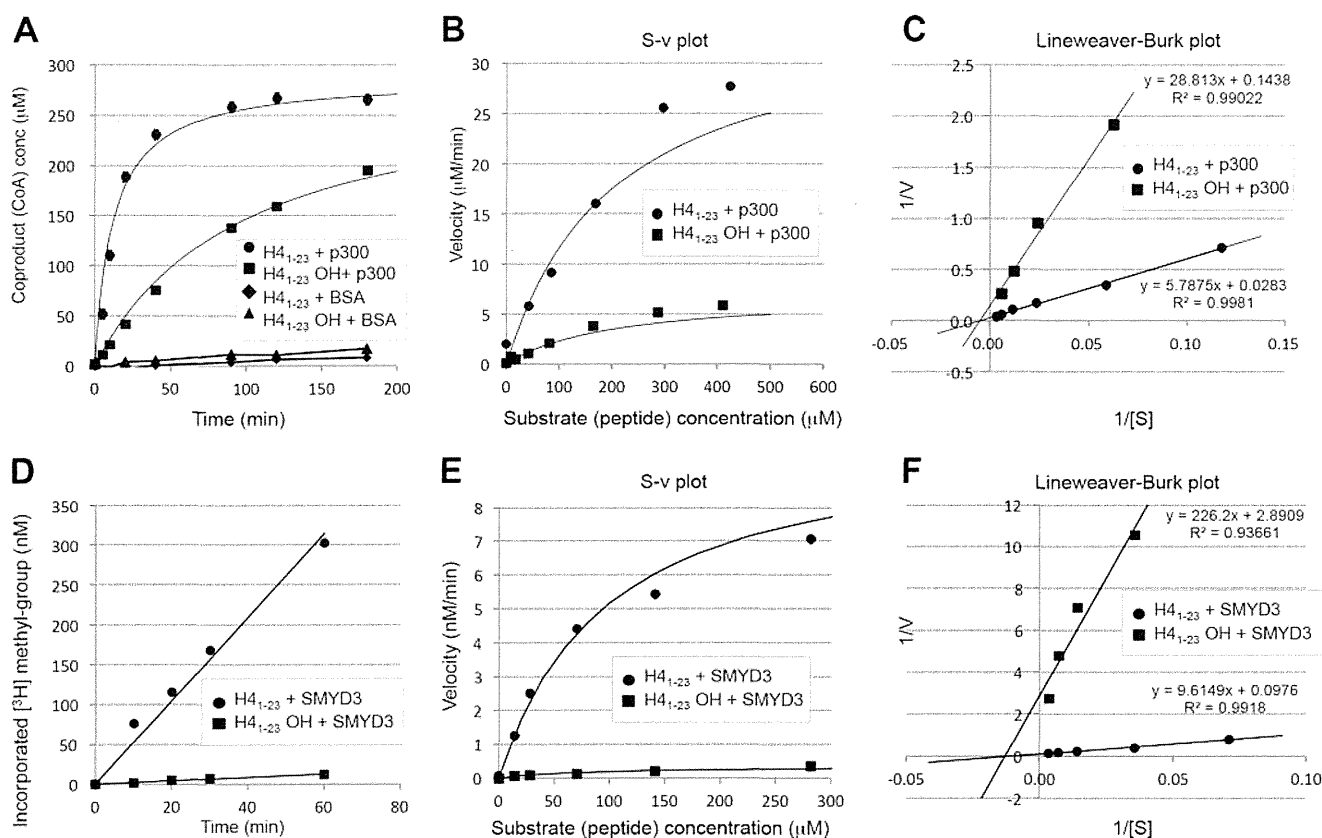 A
Coproduct (CoA) conc (μM)
300
250
200
150
100
50
0
0 50 100 150 200
Time (min)
H4₁₋₂₃ + p300
H4₁₋₂₃ OH+ p300
H4₁₋₂₃ + BSA
H4₁₋₂₃ OH + BSA
B
S-v plot
Velocity (μM/min)
30
25
20
15
10
5
0
0 100 200 300 400 500 600
Substrate (peptide) concentration (μM)
H4₁₋₂₃ + p300
H4₁₋₂₃ OH + p300
C
Lineweaver-Burk plot
1/V
2.5
2.0
1.5
1.0
0.5
0.0
-0.5
-0.05 0.00 0.05 0.10 0.15
1/[S]
y = 28.813x + 0.1438
R² = 0.99022
H4₁₋₂₃ + p300
H4₁₋₂₃ OH + p300
y = 5.7875x + 0.0283
R² = 0.9981
D
Incorporated [³H] methyl-group (nM)
350
300
250
200
150
100
50
0
0 20 40 60 80
Time (min)
H4₁₋₂₃ + SMYD3
H4₁₋₂₃ OH + SMYD3
E
S-v plot
Velocity (nM/min)
8
7
6
5
4
3
2
1
0
0 50 100 150 200 250 300
Substrate (peptide) concentration (μM)
H4₁₋₂₃ + SMYD3
H4₁₋₂₃ OH + SMYD3
F
Lineweaver-Burk plot
1/V
12
10
8
6
4
2
0
-2
-0.05 0.00 0.05 0.10
1/[S]
y = 226.2x + 2.8909
R² = 0.93661
H4₁₋₂₃ + SMYD3
H4₁₋₂₃ OH + SMYD3
y = 9.6149x + 0.0976
R² = 0.9918